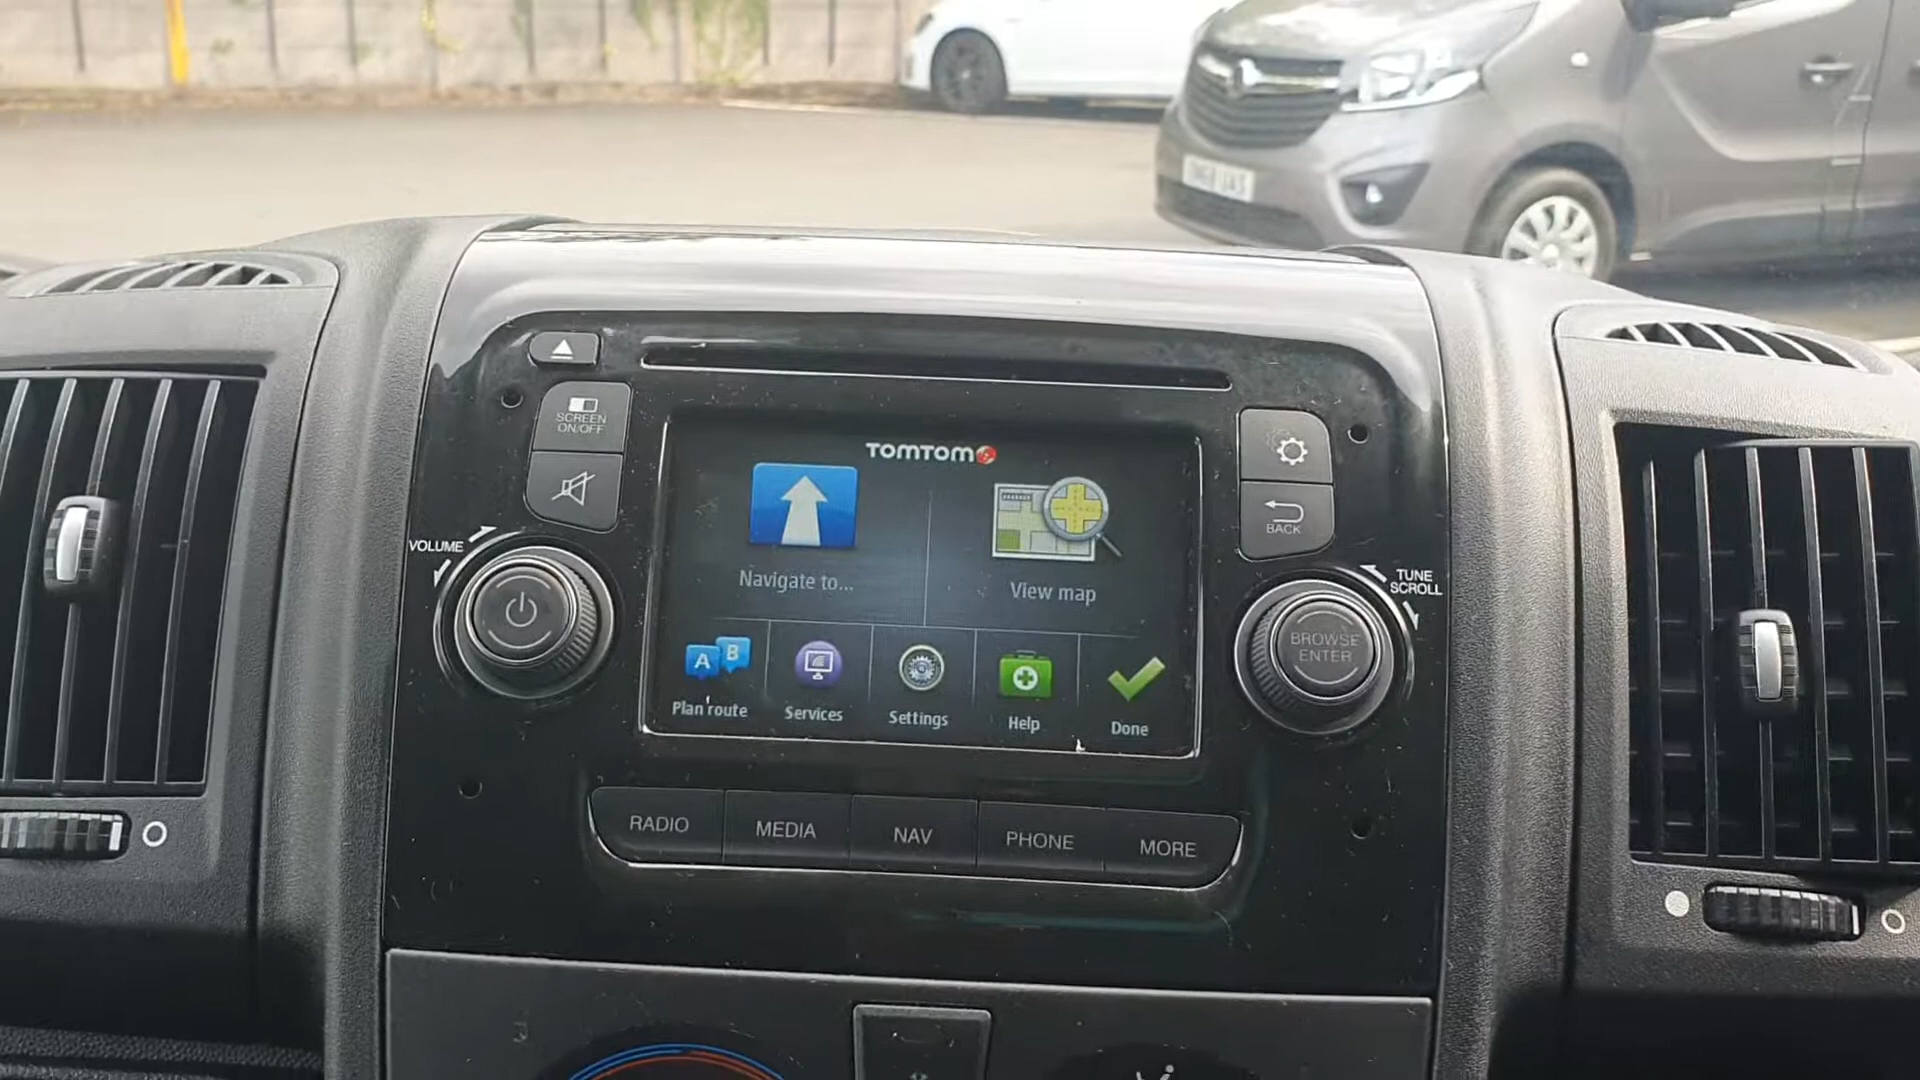 SCREEN
ON/OFF
VOLUME
TOMTOM
Navigate to...
View map
A B
Plan route
Services
Settings
Help
Done
BACK
TUNE
SCROLL
BROWSE
ENTER
RADIO
MEDIA
NAV
PHONE
MORE